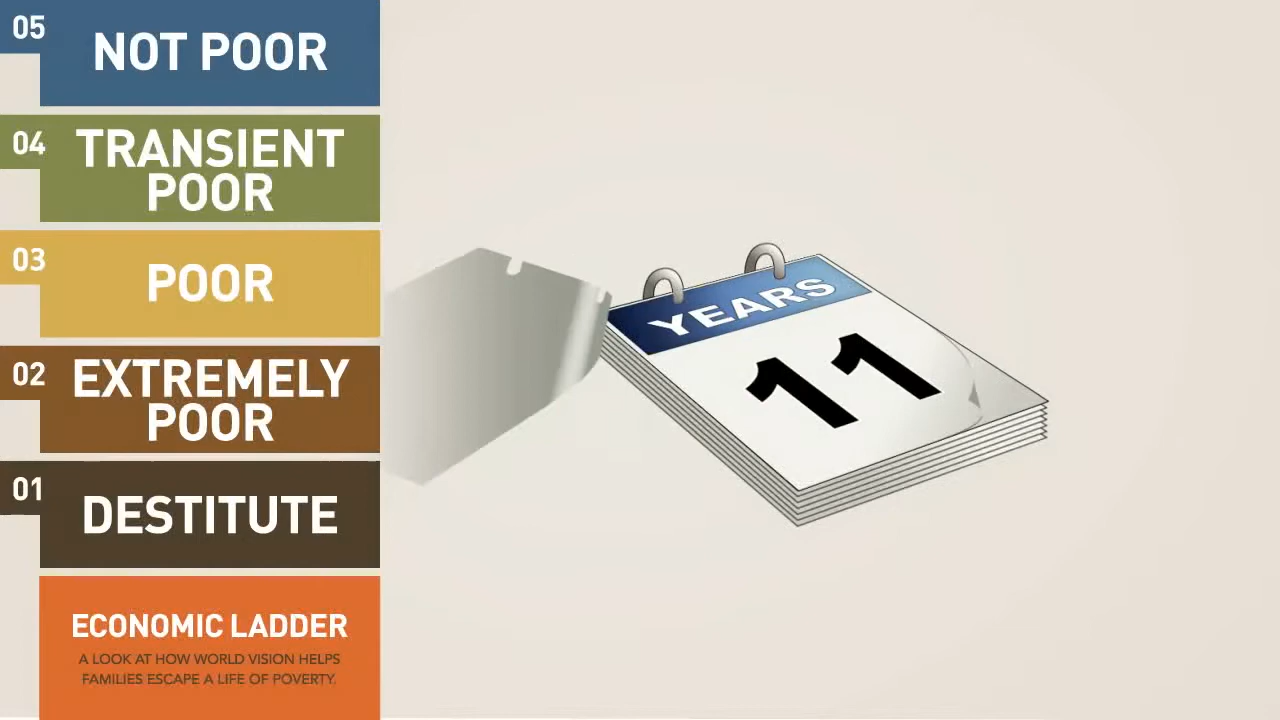 05
NOT POOR
04
TRANSIENT
POOR
03
POOR
02
EXTREMELY
POOR
01
DESTITUTE
ECONOMIC LADDER
A LOOK AT HOW WORLD VISION HELPS
FAMILIES ESCAPE A LIFE OF POVERTY.
YEARS
11